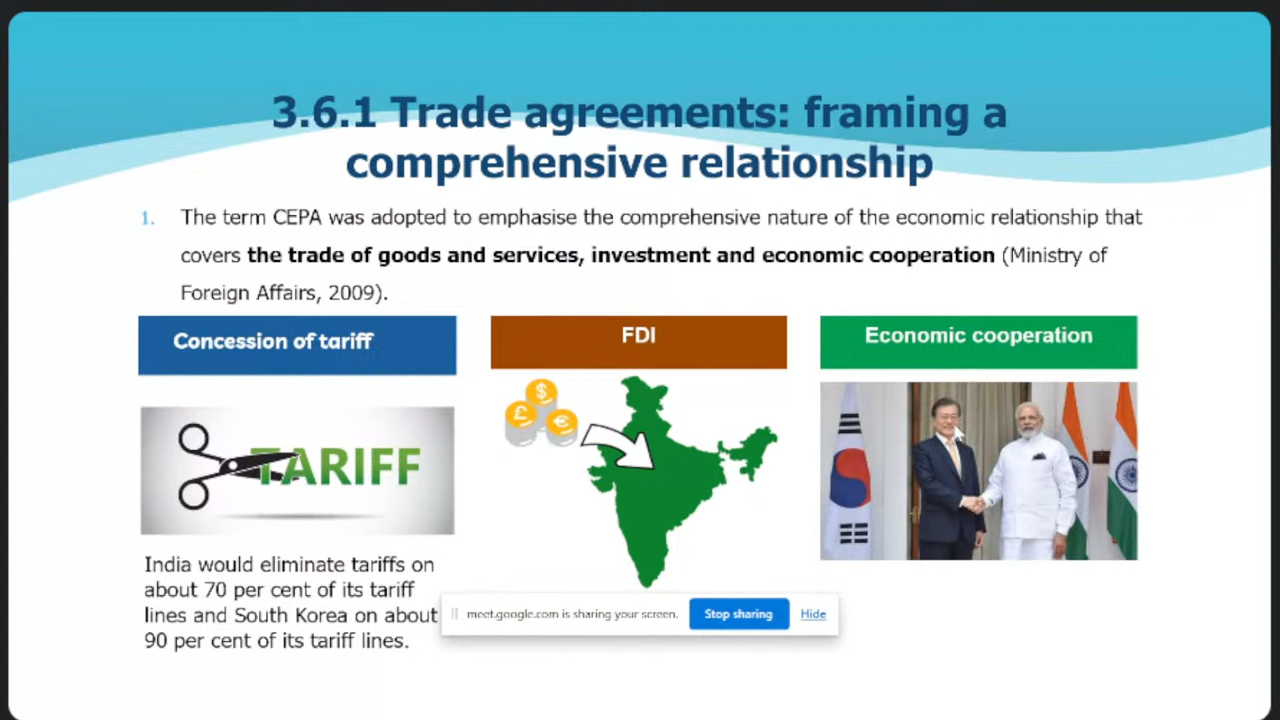 3.6.1 Trade agreements: framing a
comprehensive relationship
1. The term CEPA was adopted to emphasise the comprehensive nature of the economic relationship that
covers the trade of goods and services, investment and economic cooperation (Ministry of
Foreign Affairs, 2009).
Concession of tariff
FDI
Economic cooperation
TARIFF
$
£
€
India would eliminate tariffs on
about 70 per cent of its tariff
lines and South Korea on about
90 per cent of its tariff lines.
meet.google.com is sharing your screen. Stop sharing Hide